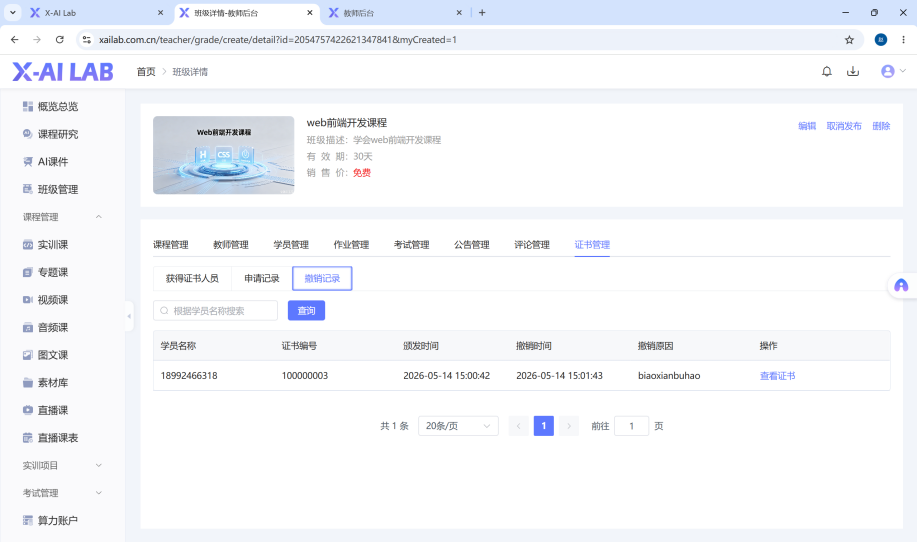 X-AI Lab
班级详情-教师后台
教师后台
xailab.com.cn/teacher/grade/create/detail?id=2054757422621347841&myCreated=1
X-AI LAB
首页 > 班级详情
概览总览
课程研究
AI课件
班级管理
课程管理
实训课
专题课
视频课
音频课
图文课
素材库
直播课
直播课表
实训项目
考试管理
算力账户
Web前端开发课程
CSS
web前端开发课程
班级描述：学会web前端开发课程
有 效 期：30天
销 售 价：免费
编辑 取消发布 删除
课程管理 教师管理 学员管理 作业管理 考试管理 公告管理 评论管理 证书管理
获得证书人员 申请记录 撤销记录
根据学员名称搜索 查询
学员名称 证书编号 颁发时间 撤销时间 撤销原因 操作
18992466318 100000003 2026-05-14 15:00:42 2026-05-14 15:01:43 biaoxianbuhao 查看证书
共 1 条 20条/页 1 前往 1 页